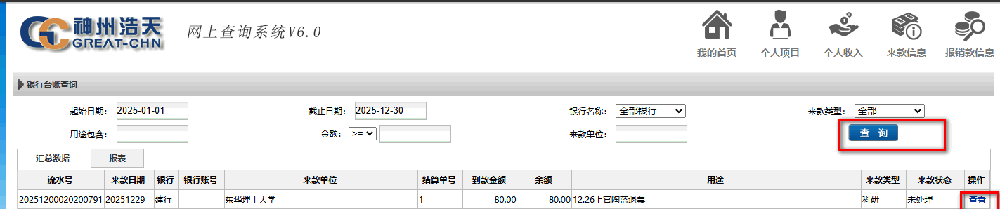 神州浩天
GREAT-CHN
网上查询系统V6.0
我的首页 个人项目 个人收入 来款信息 报销款信息
银行台账查询
起始日期: 2025-01-01 截止日期: 2025-12-30 银行名称: 全部银行 来款类型: 全部
用途包含: 金额: >= 来款单位: 查 询
汇总数据 报表
流水号 来款日期 银行 银行账号 来款单位 结算单号 到款金额 余额 用途 来款类型 来款状态 操作
20251200020200791 20251229 建行 东华理工大学 1 80.00 80.00 12.26上官陶蓝退票 科研 未处理 查看